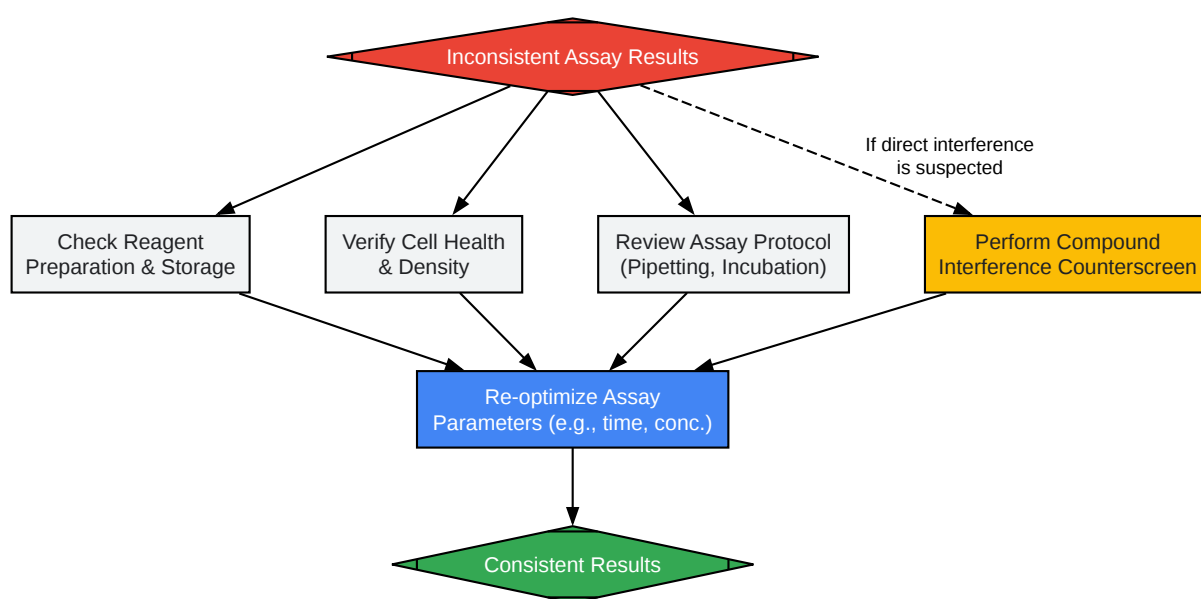 Inconsistent Assay Results
If direct interference
is suspected
Check Reagent
Preparation & Storage
Verify Cell Health
& Density
Review Assay Protocol
(Pipetting, Incubation)
Perform Compound
Interference Counterscreen
Re-optimize Assay
Parameters (e.g., time, conc.)
Consistent Results